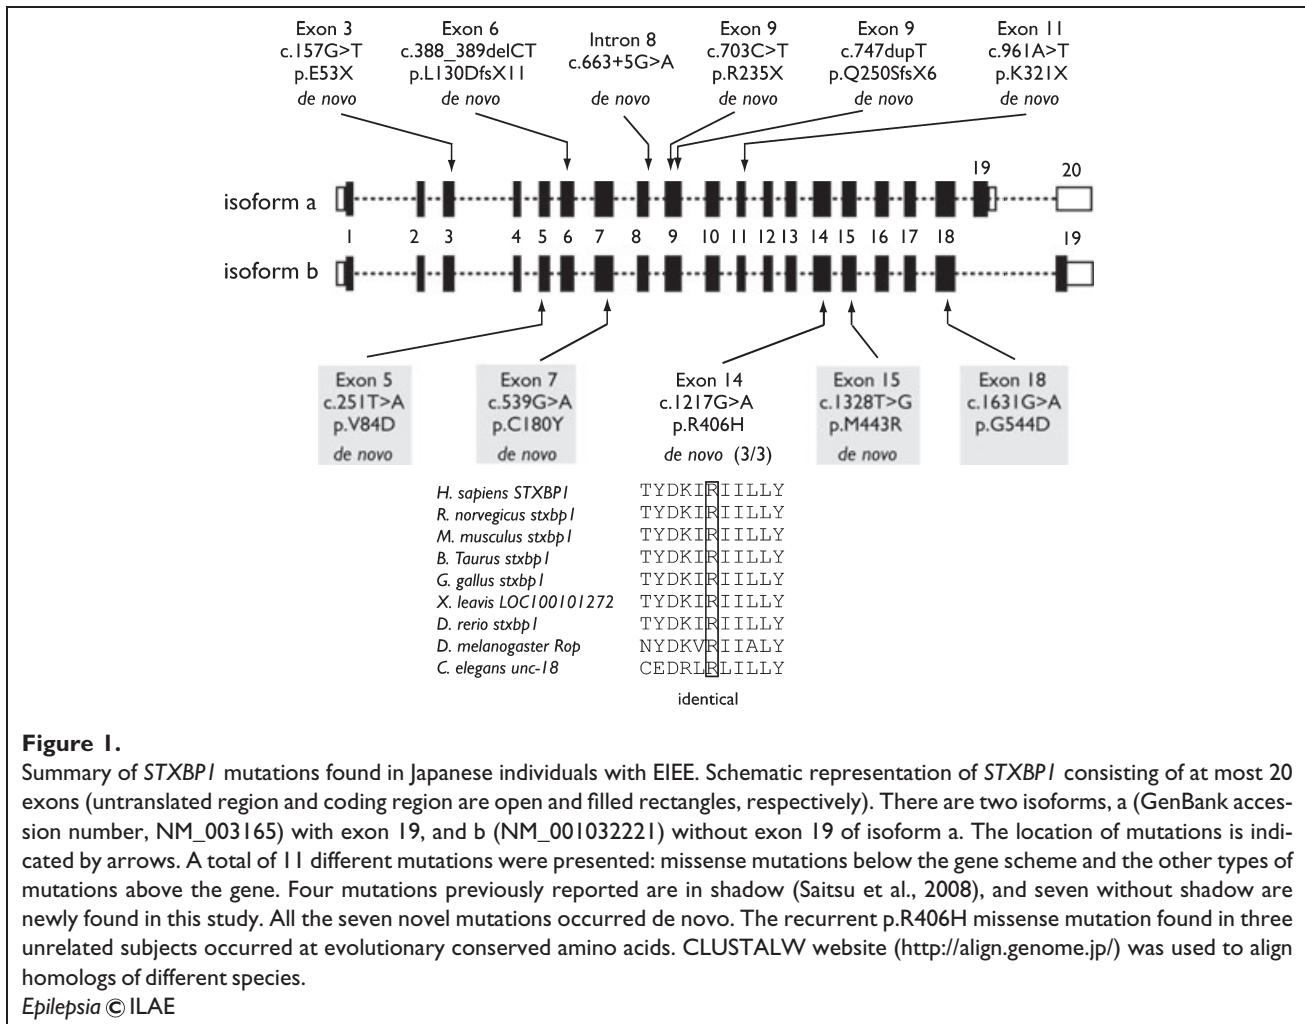 Exon 3
c.157G>T
p.E53X
de novo
Exon 6
c.388_389delCT
p.L130DfsX11
de novo
Intron 8
c.663+5G>A
de novo
Exon 9
c.703C>T
p.R235X
de novo
Exon 9
c.747dupT
p.Q250SfsX6
de novo
Exon 11
c.961A>T
p.K321X
de novo
19
20
isoform a
1 2 3 4 5 6 7 8 9 10 11 12 13 14 15 16 17 18 19
isoform b
Exon 5
c.251T>A
p.V84D
de novo
Exon 7
c.539G>A
p.C180Y
de novo
Exon 14
c.1217G>A
p.R406H
de novo (3/3)
Exon 15
c.1328T>G
p.M443R
de novo
Exon 18
c.1631G>A
p.G544D
H. sapiens STXBP1 TYDKIRIILLY
R. norvegicus stxbp1 TYDKIRIILLY
M. musculus stxbp1 TYDKIRIILLY
B. Taurus stxbp1 TYDKIRIILLY
G. gallus stxbp1 TYDKIRIILLY
X. leavis LOC100101272 TYDKIRIILLY
D. rerio stxbp1 TYDKIRIILLY
D. melanogaster Rop NYDKVRIIALY
C. elegans unc-18 CEDRLRLILLY
identical
Figure 1.
Summary of STXBP1 mutations found in Japanese individuals with EIEE. Schematic representation of STXBP1 consisting of at most 20
exons (untranslated region and coding region are open and filled rectangles, respectively). There are two isoforms, a (GenBank acces-
sion number, NM_003165) with exon 19, and b (NM_001032221) without exon 19 of isoform a. The location of mutations is indi-
cated by arrows. A total of 11 different mutations were presented: missense mutations below the gene scheme and the other types of
mutations above the gene. Four mutations previously reported are in shadow (Saitsu et al., 2008), and seven without shadow are
newly found in this study. All the seven novel mutations occurred de novo. The recurrent p.R406H missense mutation found in three
unrelated subjects occurred at evolutionary conserved amino acids. CLUSTALW website (http://align.genome.jp/) was used to align
homologs of different species.
Epilepsia © ILAE